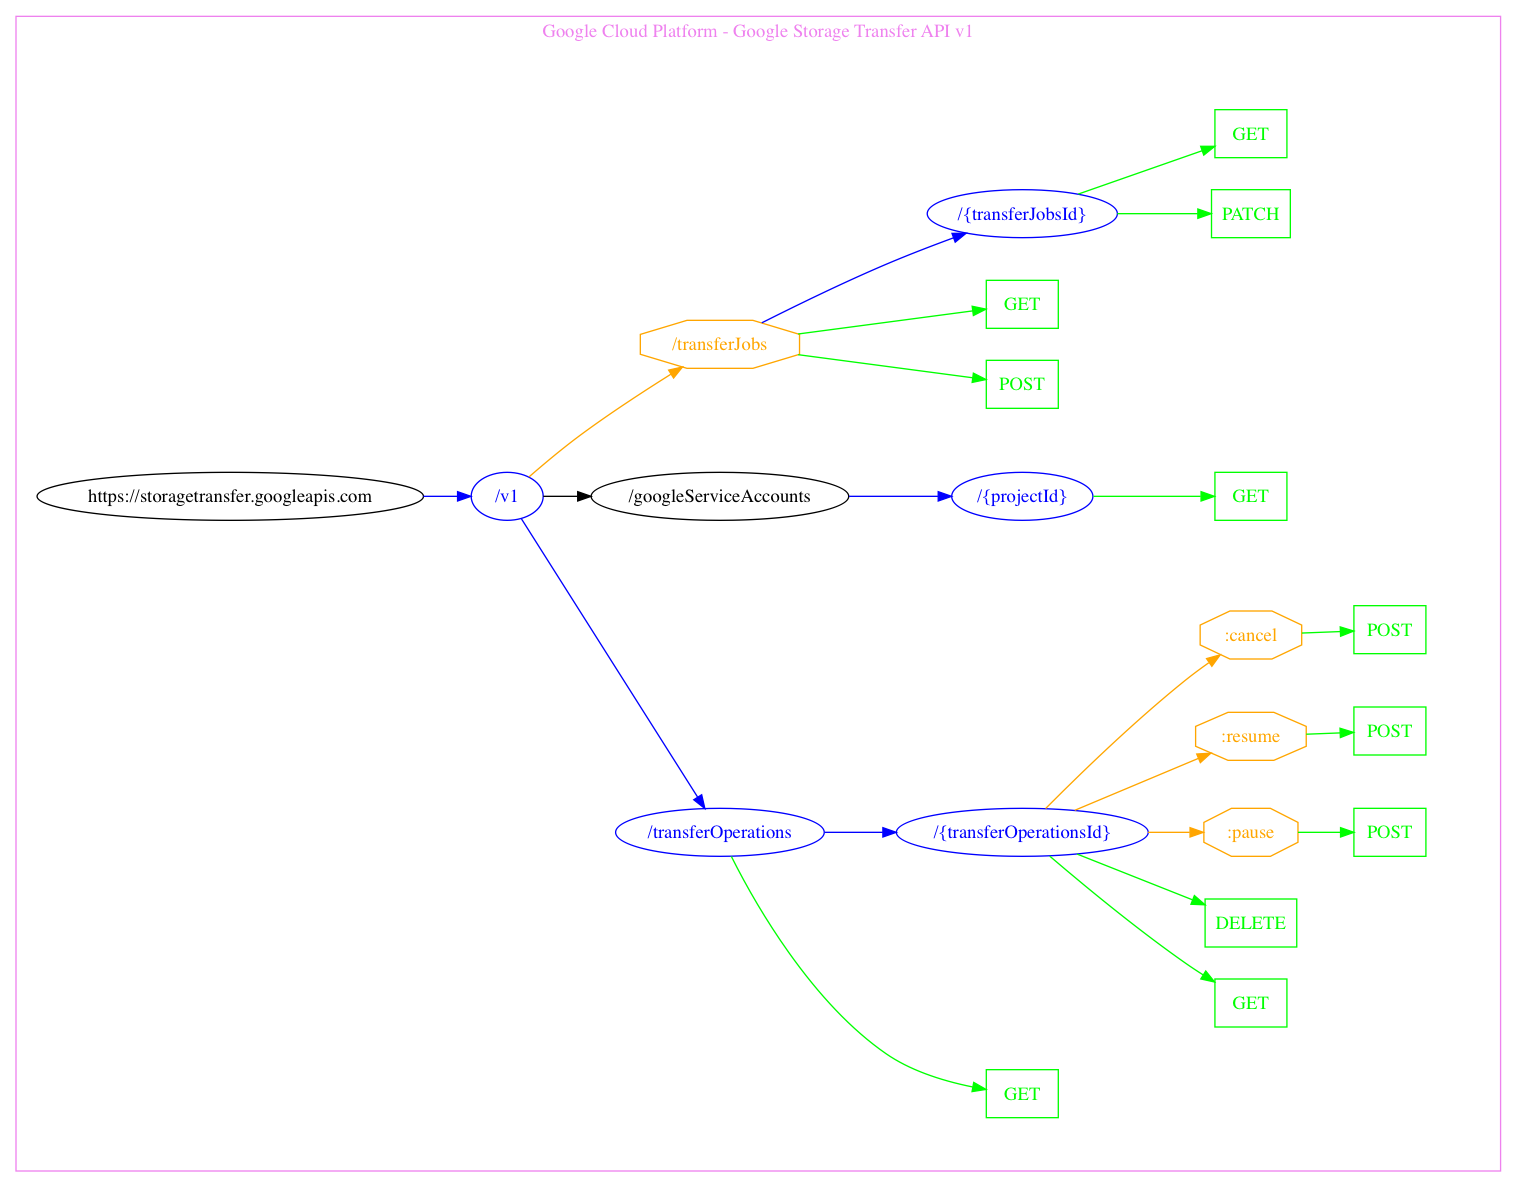 Google Cloud Platform - Google Storage Transfer API v1
GET
/{transferJobsId}
PATCH
GET
/transferJobs
POST
https://storagetransfer.googleapis.com
/v1
/googleServiceAccounts
/{projectId}
GET
:cancel
POST
:resume
POST
/transferOperations
/{transferOperationsId}
:pause
POST
DELETE
GET
GET